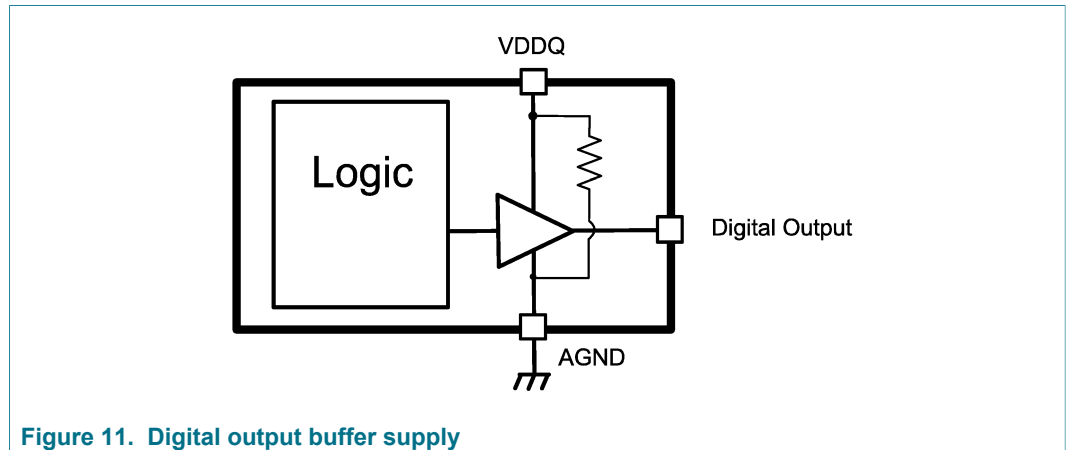 VDDQ
Logic
Digital Output
AGND
Figure 11. Digital output buffer supply